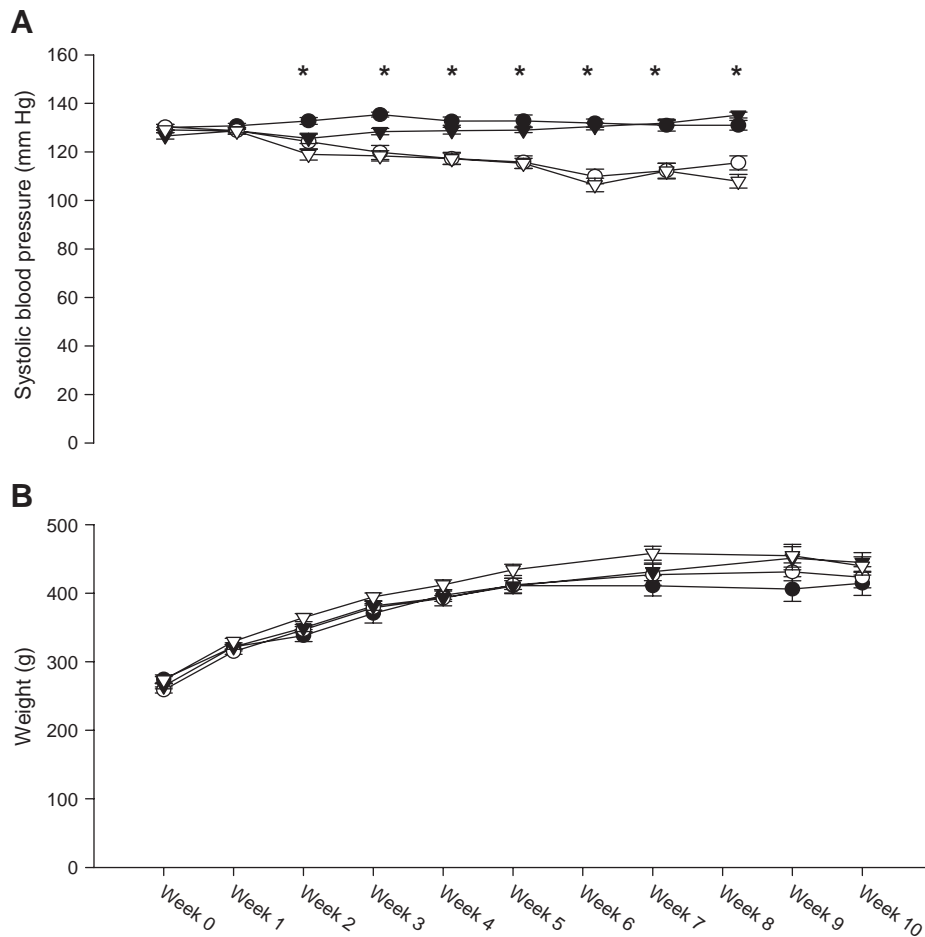 A
Systolic blood pressure (mm Hg)
160
140
120
100
80
60
40
20
0
* * * * * * *
B
Weight (g)
500
400
300
200
100
0
Week 0 Week 1 Week 2 Week 3 Week 4 Week 5 Week 6 Week 7 Week 8 Week 9 Week 10